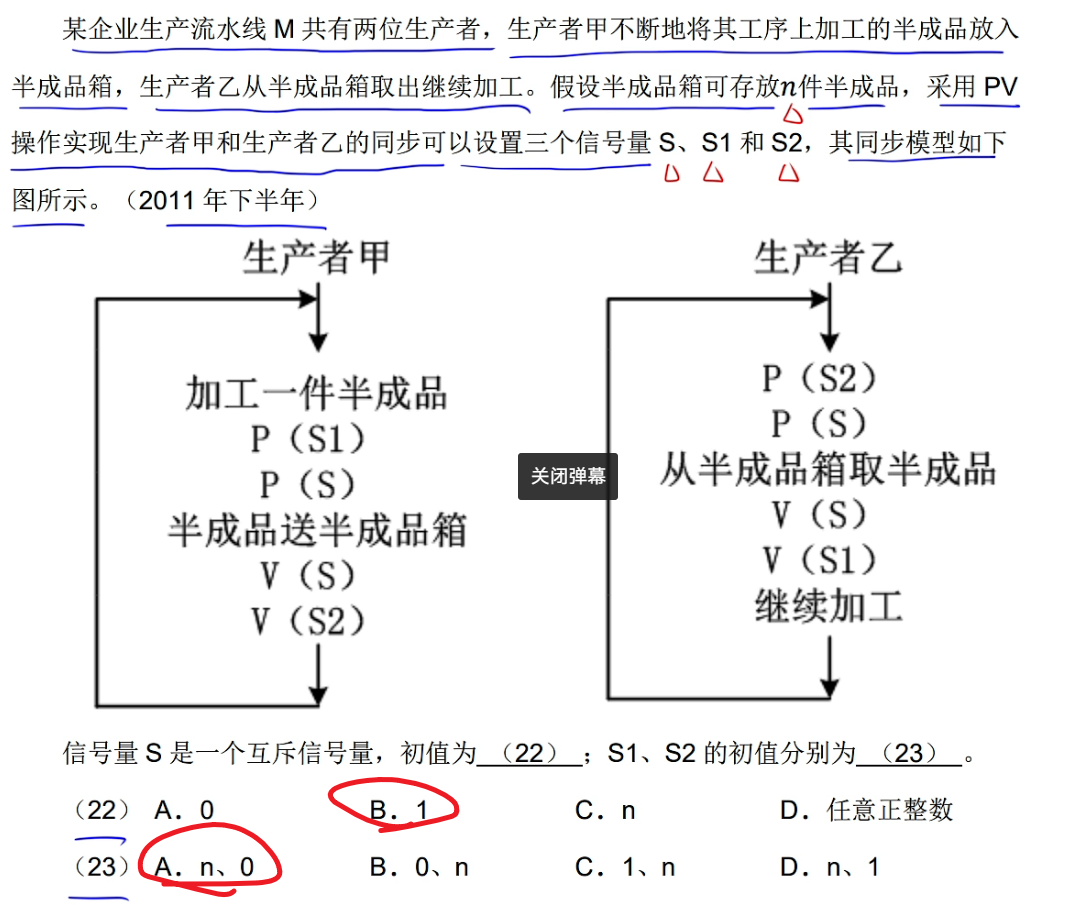 某企业生产流水线 M 共有两位生产者，生产者甲不断地将其工序上加工的半成品放入
半成品箱，生产者乙从半成品箱取出继续加工。假设半成品箱可存放n件半成品，采用 PV
操作实现生产者甲和生产者乙的同步可以设置三个信号量 S、S1 和 S2，其同步模型如下
图所示。（2011 年下半年）
生产者甲
加工一件半成品
P（S1）
P（S）
半成品送半成品箱
V（S）
V（S2）
生产者乙
P（S2）
P（S）
从半成品箱取半成品
V（S）
V（S1）
继续加工
关闭弹幕
信号量 S 是一个互斥信号量，初值为 （22） ；S1、S2 的初值分别为 （23） 。
（22） A．0 B．1 C．n D．任意正整数
（23） A．n、0 B．0、n C．1、n D．n、1